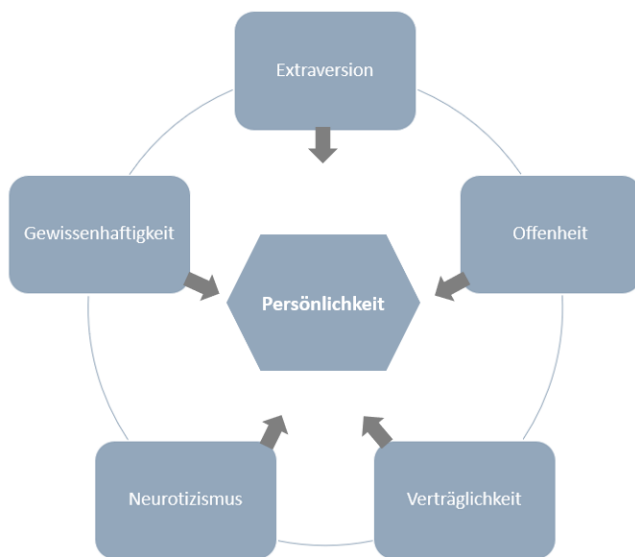 Extraversion
Gewissenhaftigkeit
Offenheit
Persönlichkeit
Neurotizismus
Verträglichkeit